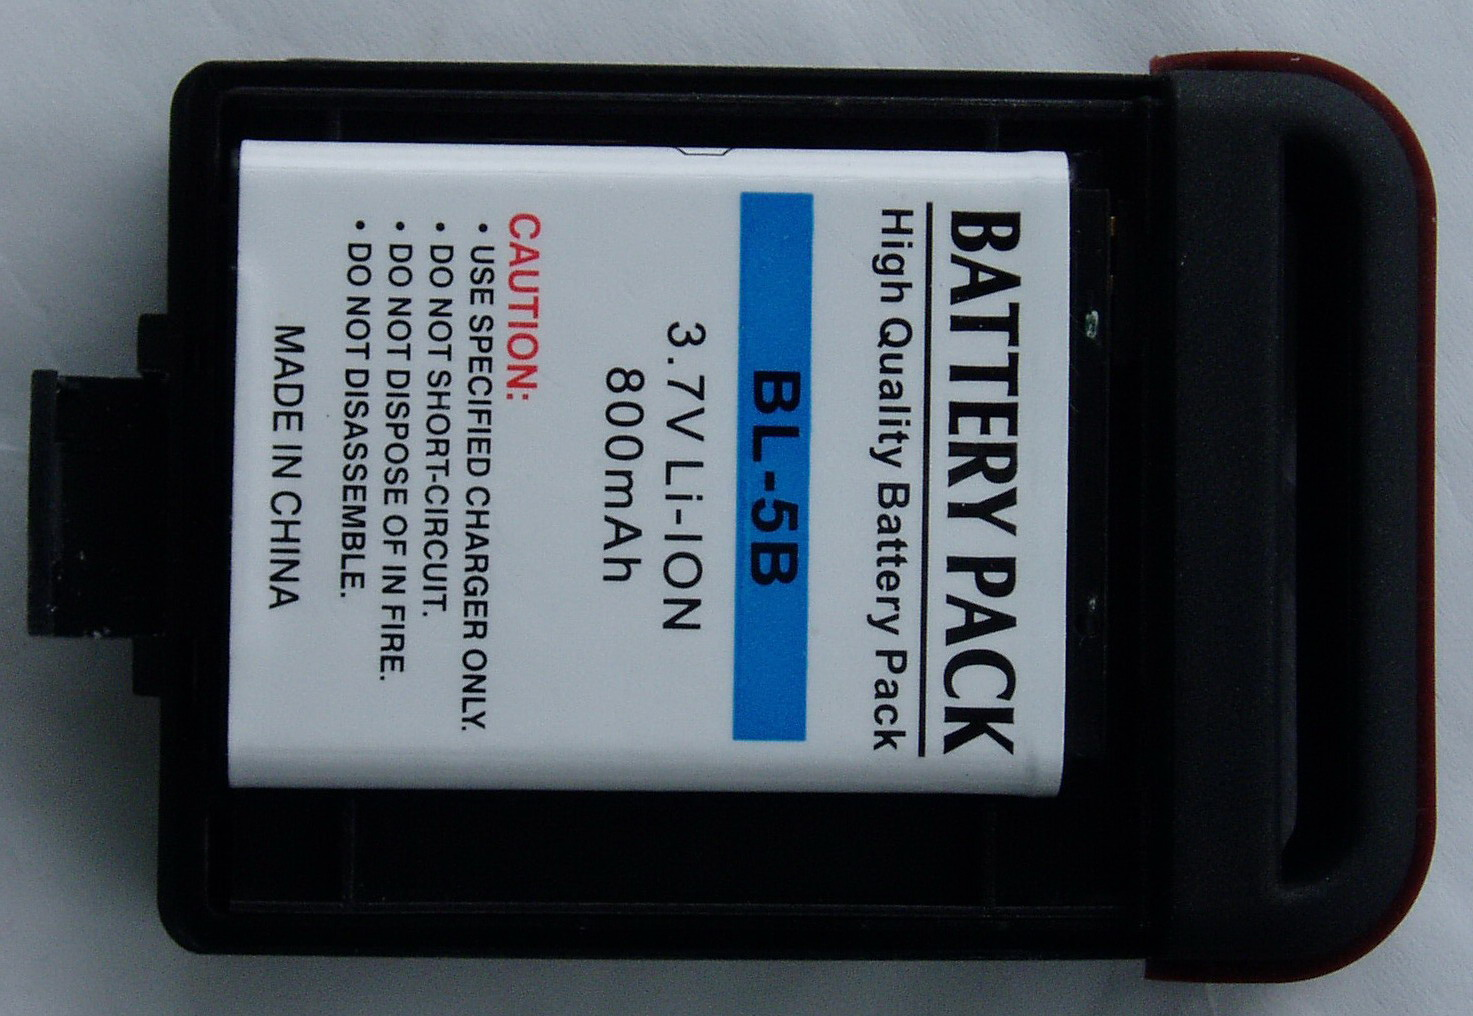 BATTERY PACK
High Quality Battery Pack
BL-5B
3.7V Li-ION
800mAh
CAUTION:
• USE SPECIFIED CHARGER ONLY.
• DO NOT SHORT-CIRCUIT.
• DO NOT DISPOSE OF IN FIRE.
• DO NOT DISASSEMBLE.
MADE IN CHINA